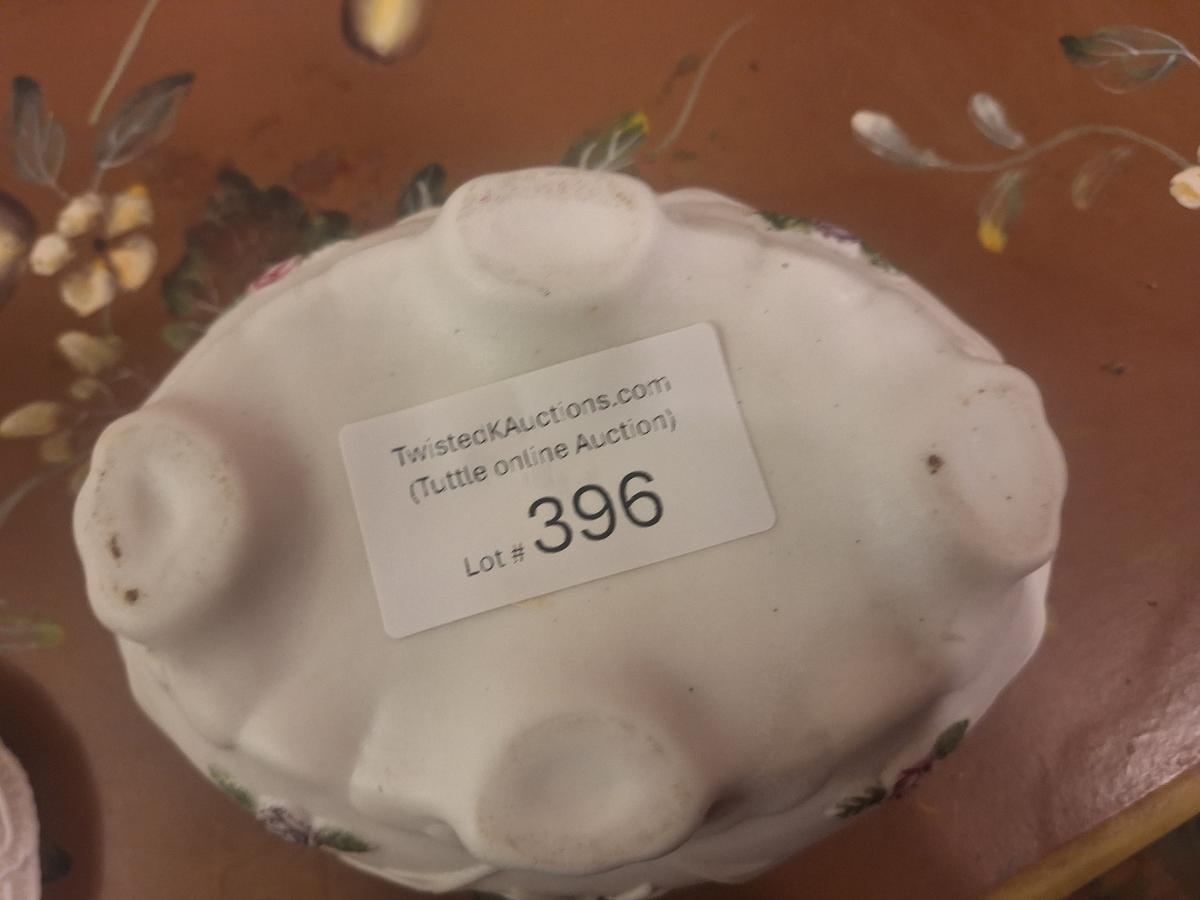 TwistedKAuctions.com
(Tuttle online Auction)
Lot # 396